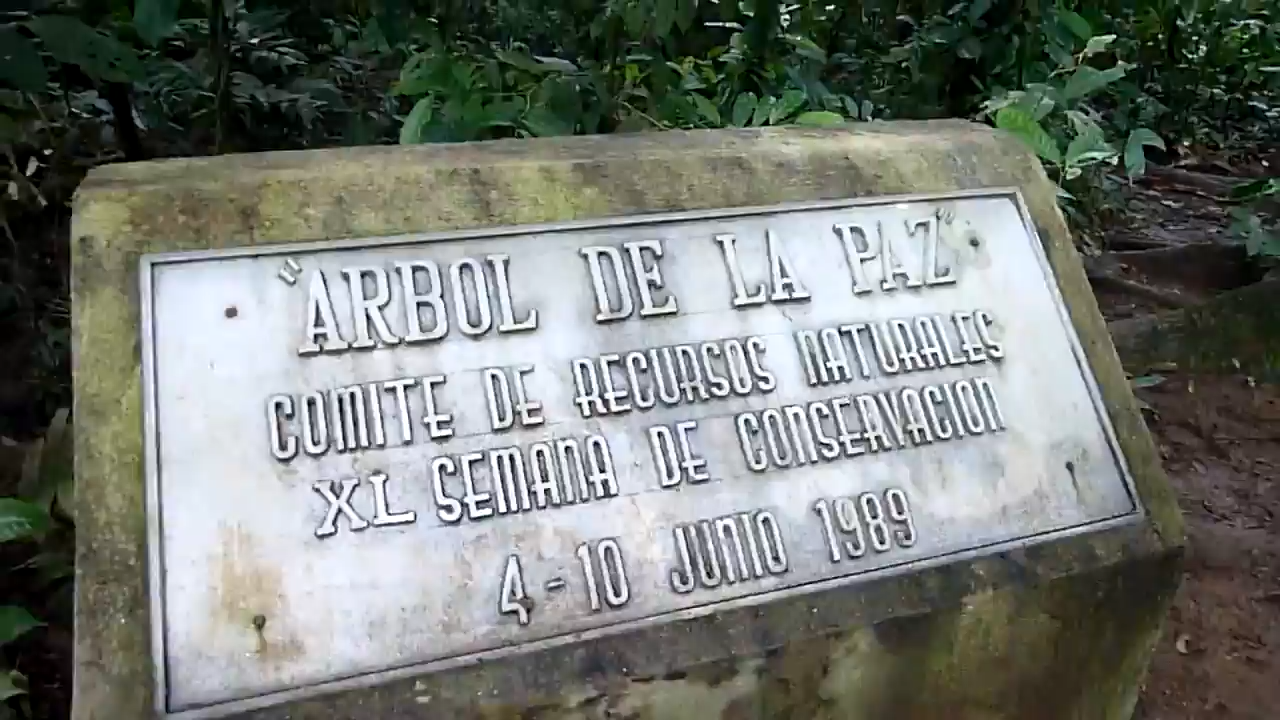 "ARBOL DE LA PAZ"
COMITE DE RECURSOS NATURALES
XL SEMANA DE CONSERVACION
4-10 JUNIO 1989